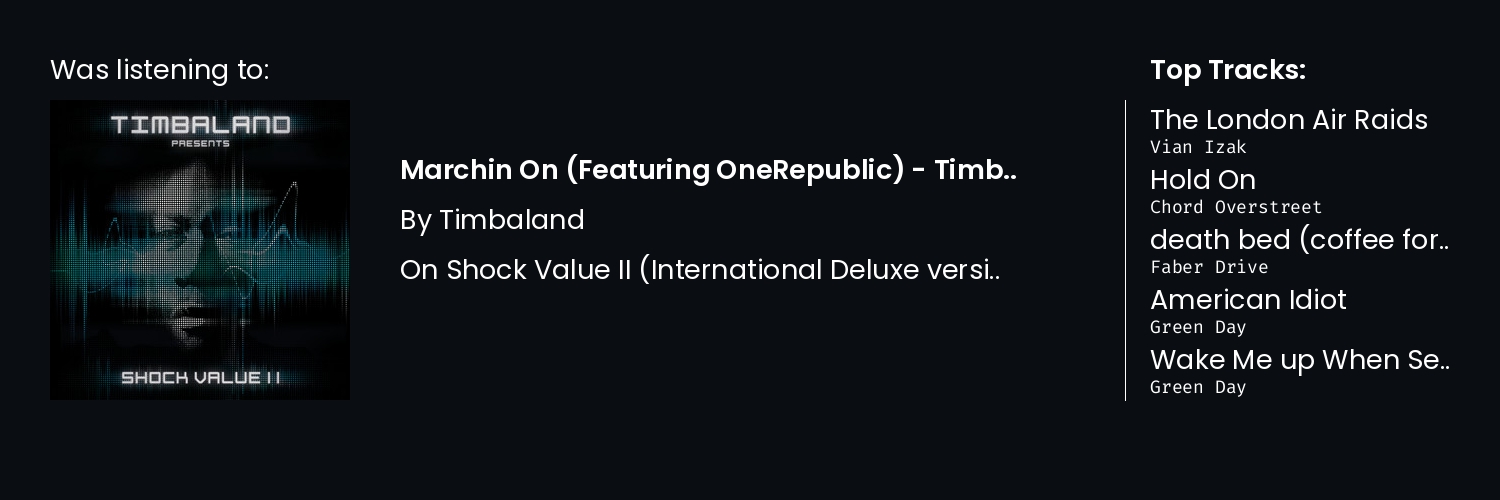 Was listening to:
TIMBALAND
PRESENTS
SHOCK VALUE II
Marchin On (Featuring OneRepublic) - Timb..
By Timbaland
On Shock Value II (International Deluxe versi..
Top Tracks:
The London Air Raids
Vian Izak
Hold On
Chord Overstreet
death bed (coffee for..
Faber Drive
American Idiot
Green Day
Wake Me up When Se..
Green Day